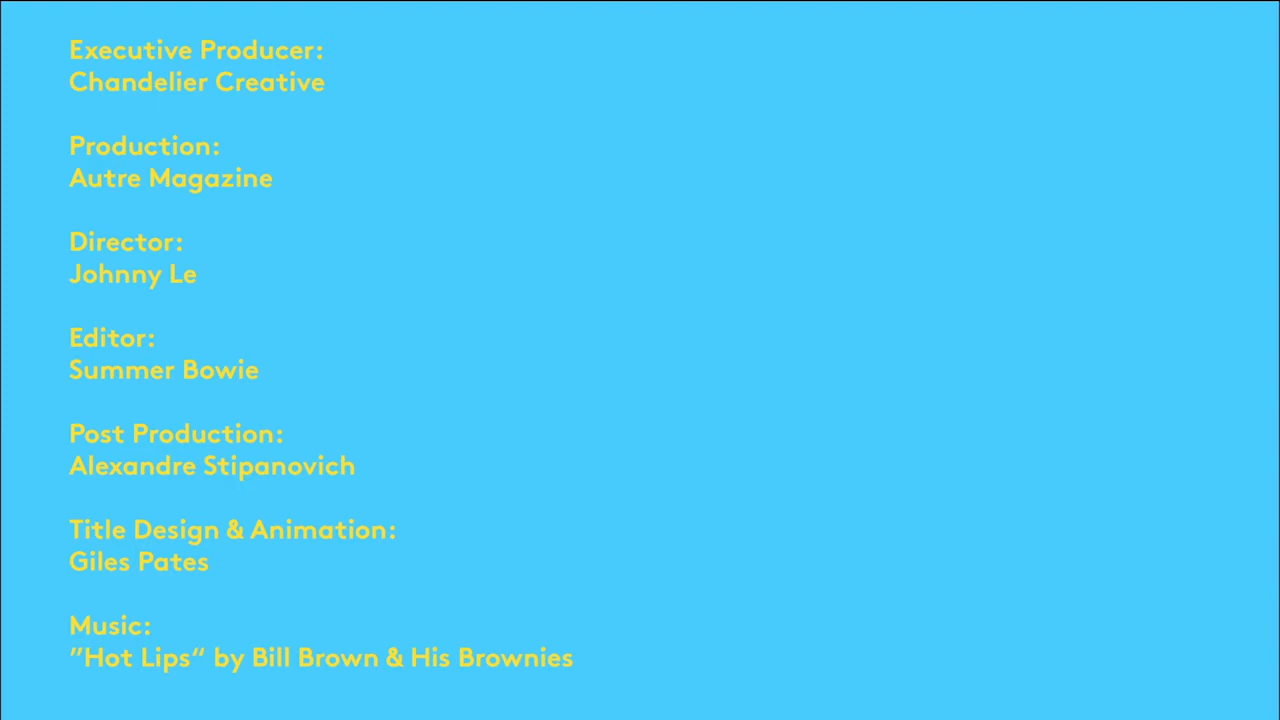 Executive Producer:
Chandelier Creative
Production:
Autre Magazine
Director:
Johnny Le
Editor:
Summer Bowie
Post Production:
Alexandre Stipanovich
Title Design & Animation:
Giles Pates
Music:
”Hot Lips“ by Bill Brown & His Brownies